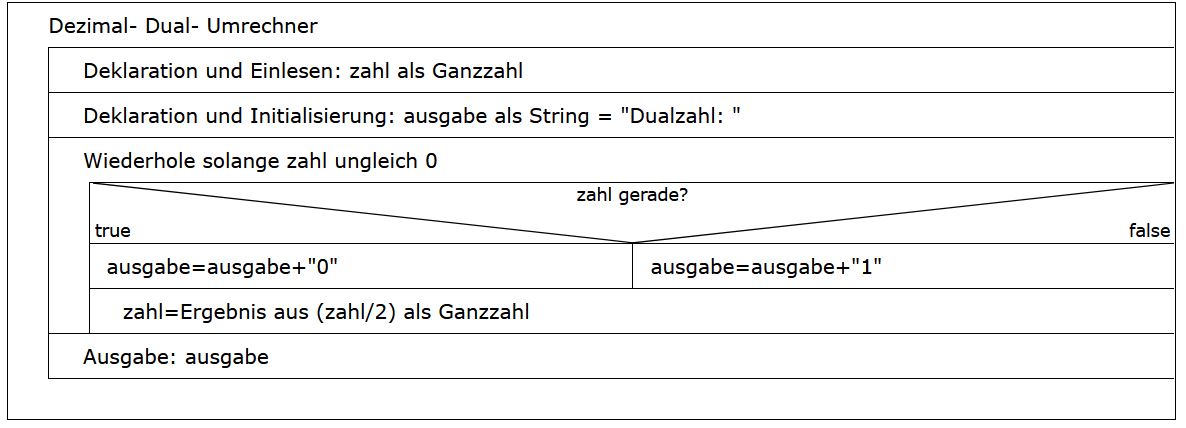 Dezimal- Dual- Umrechner
Deklaration und Einlesen: zahl als Ganzzahl
Deklaration und Initialisierung: ausgabe als String = "Dualzahl: "
Wiederhole solange zahl ungleich 0
zahl gerade?
true
false
ausgabe=ausgabe+"0"
ausgabe=ausgabe+"1"
zahl=Ergebnis aus (zahl/2) als Ganzzahl
Ausgabe: ausgabe